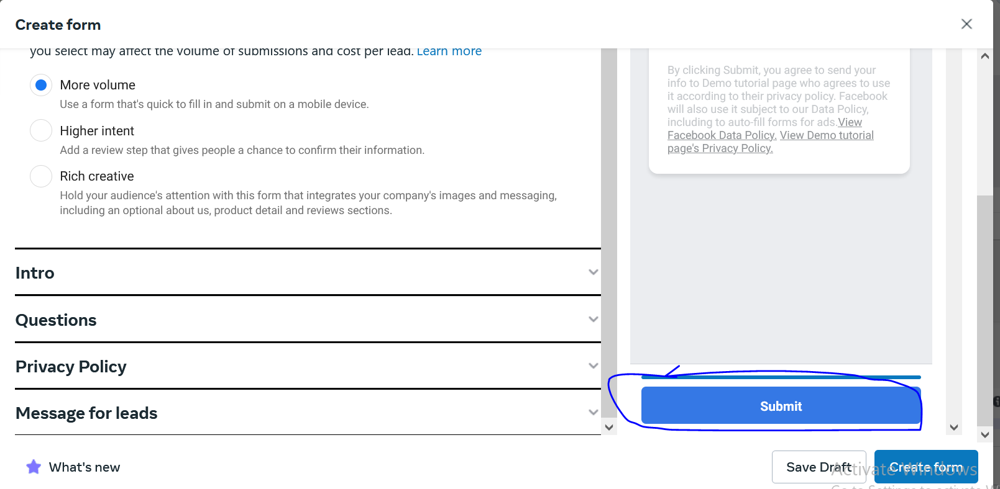 Create form
you select may affect the volume of submissions and cost per lead. Learn more
More volume
Use a form that's quick to fill in and submit on a mobile device.
Higher intent
Add a review step that gives people a chance to confirm their information.
Rich creative
Hold your audience's attention with this form that integrates your company's images and messaging,
including an optional about us, product detail and reviews sections.
Intro
Questions
Privacy Policy
Message for leads
By clicking Submit, you agree to send your
info to Demo tutorial page who agrees to use
it according to their privacy policy. Facebook
will also use it subject to our Data Policy,
including to auto-fill forms for ads.View
Facebook Data Policy. View Demo tutorial
page's Privacy Policy.
Submit
What's new
Save Draft
Create form
Activate Windows
Go to Settings to activate